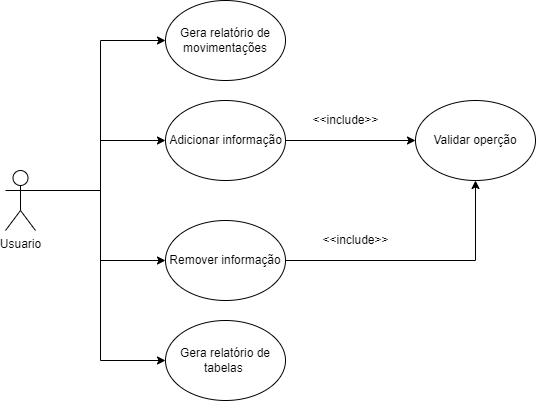 Gera relatório de
movimentações
Adicionar informação
<<include>>
Validar operção
Usuario
Remover informação
<<include>>
Gera relatório de
tabelas